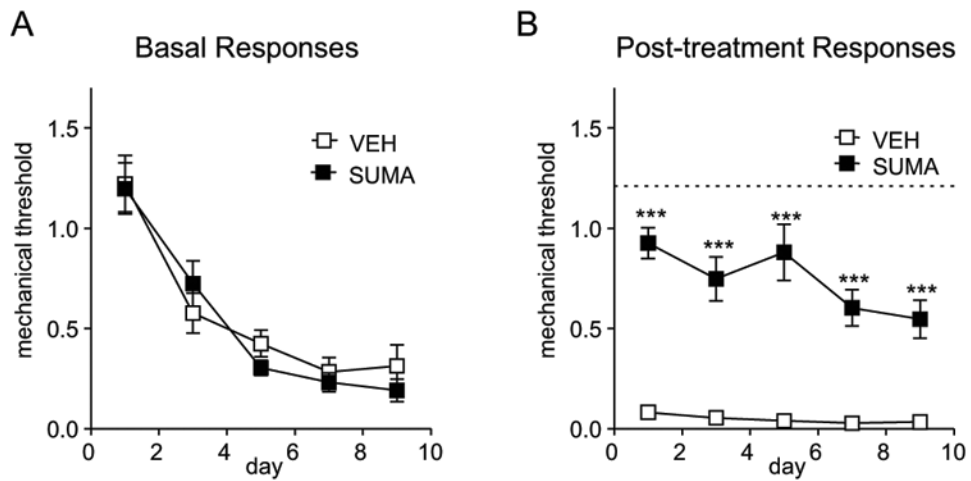 A
Basal Responses
mechanical threshold
1.5
1.0
0.5
0.0
VEH
SUMA
0 2 4 6 8 10
day
B
Post-treatment Responses
mechanical threshold
1.5
1.0
0.5
0.0
VEH
SUMA
***
***
***
***
***
0 2 4 6 8 10
day